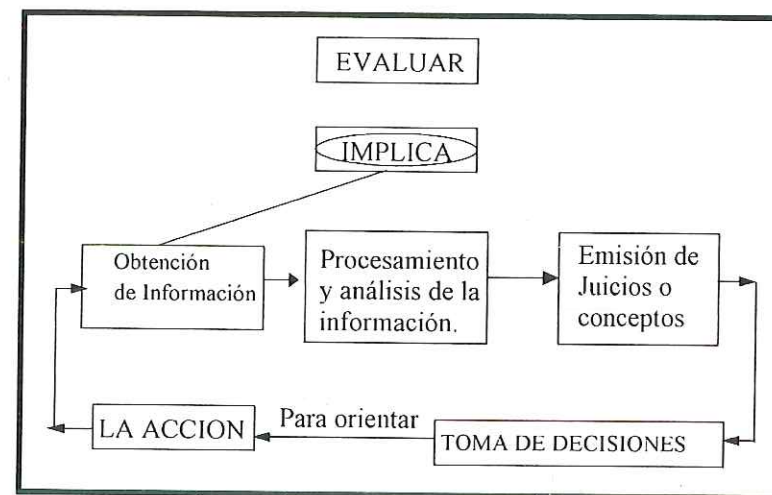 EVALUAR
IMPLICA
Obtención
de Información
Procesamiento
y análisis de la
información.
Emisión de
Juicios o
conceptos
LA ACCION
Para orientar
TOMA DE DECISIONES